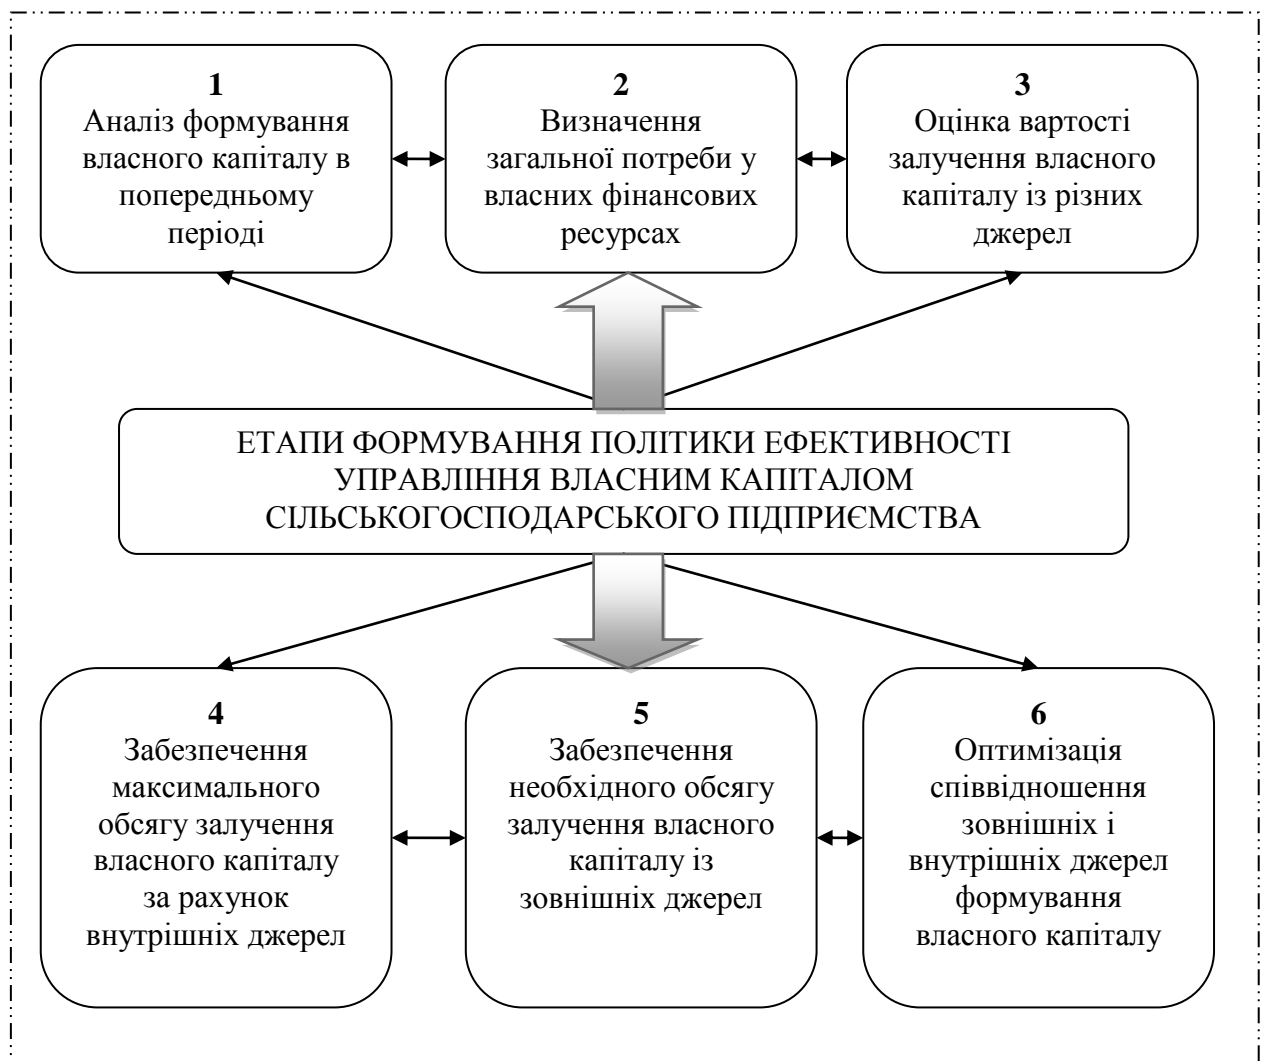 1
Аналіз формування
власного капіталу в
попередньому
періоді
2
Визначення
загальної потреби у
власних фінансових
ресурсах
3
Оцінка вартості
залучення власного
капіталу із різних
джерел
ЕТАПИ ФОРМУВАННЯ ПОЛІТИКИ ЕФЕКТИВНОСТІ
УПРАВЛІННЯ ВЛАСНИМ КАПІТАЛОМ
СІЛЬСЬКОГОСПОДАРСЬКОГО ПІДПРИЄМСТВА
4
Забезпечення
максимального
обсягу залучення
власного капіталу
за рахунок
внутрішніх джерел
5
Забезпечення
необхідного обсягу
залучення власного
капіталу із
зовнішніх джерел
6
Оптимізація
співвідношення
зовнішніх і
внутрішніх джерел
формування
власного капіталу